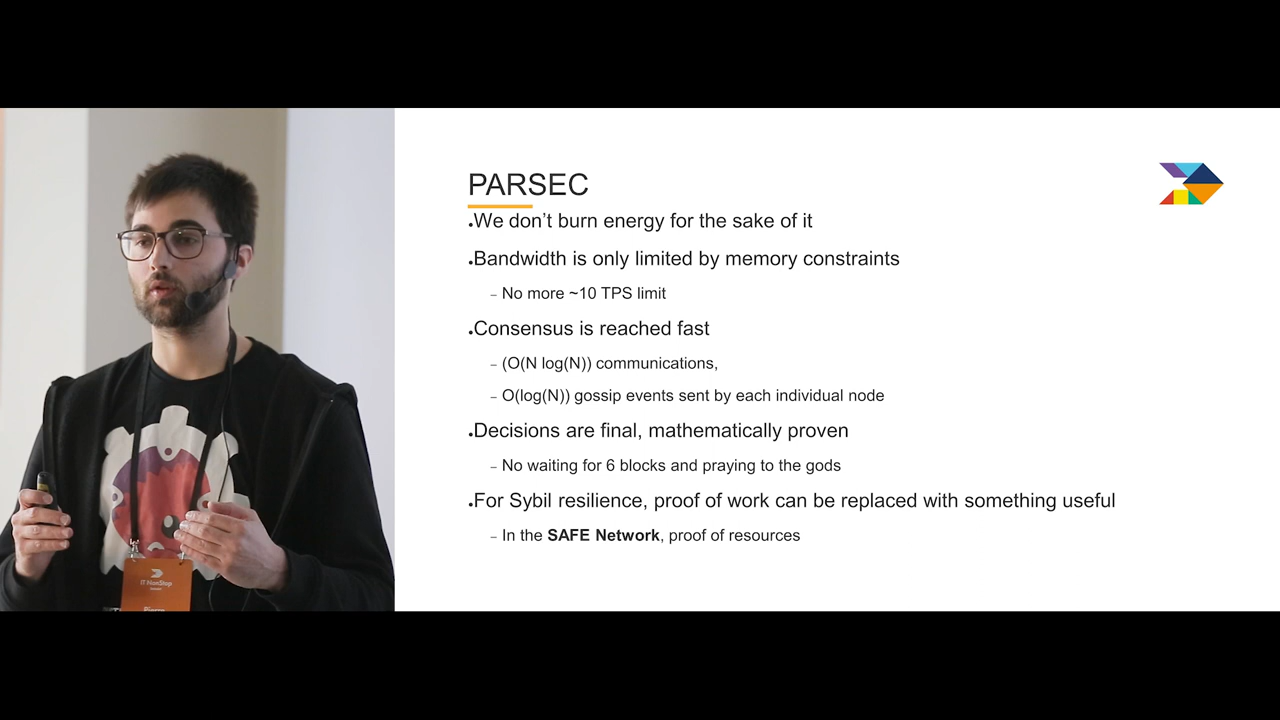 PARSEC
•We don’t burn energy for the sake of it
•Bandwidth is only limited by memory constraints
– No more ~10 TPS limit
•Consensus is reached fast
– (O(N log(N)) communications,
– O(log(N)) gossip events sent by each individual node
•Decisions are final, mathematically proven
– No waiting for 6 blocks and praying to the gods
•For Sybil resilience, proof of work can be replaced with something useful
– In the SAFE Network, proof of resources
IT NonStop